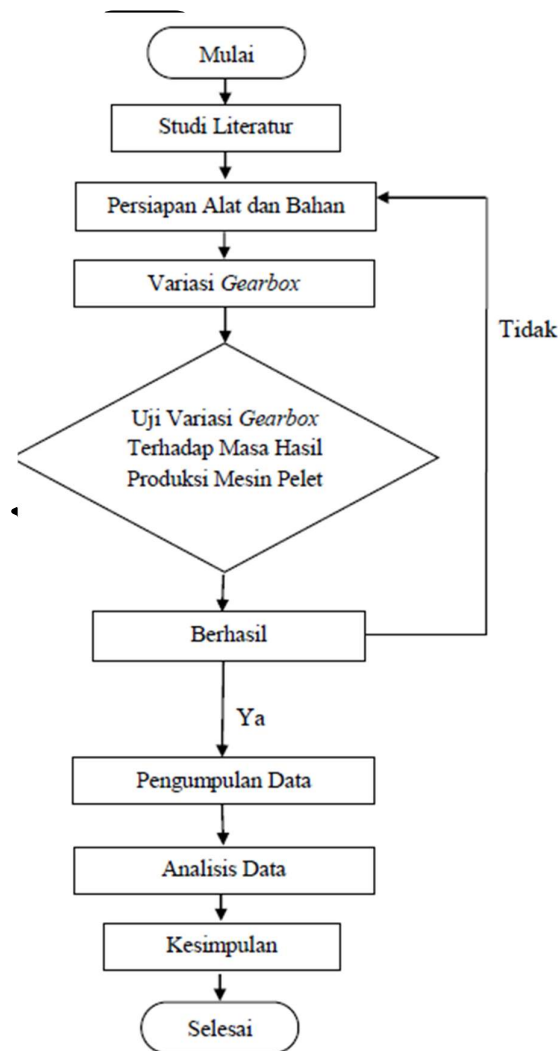 Mulai
Studi Literatur
Persiapan Alat dan Bahan
Variasi Gearbox
Tidak
Uji Variasi Gearbox
Terhadap Masa Hasil
Produksi Mesin Pelet
Berhasil
Ya
Pengumpulan Data
Analisis Data
Kesimpulan
Selesai